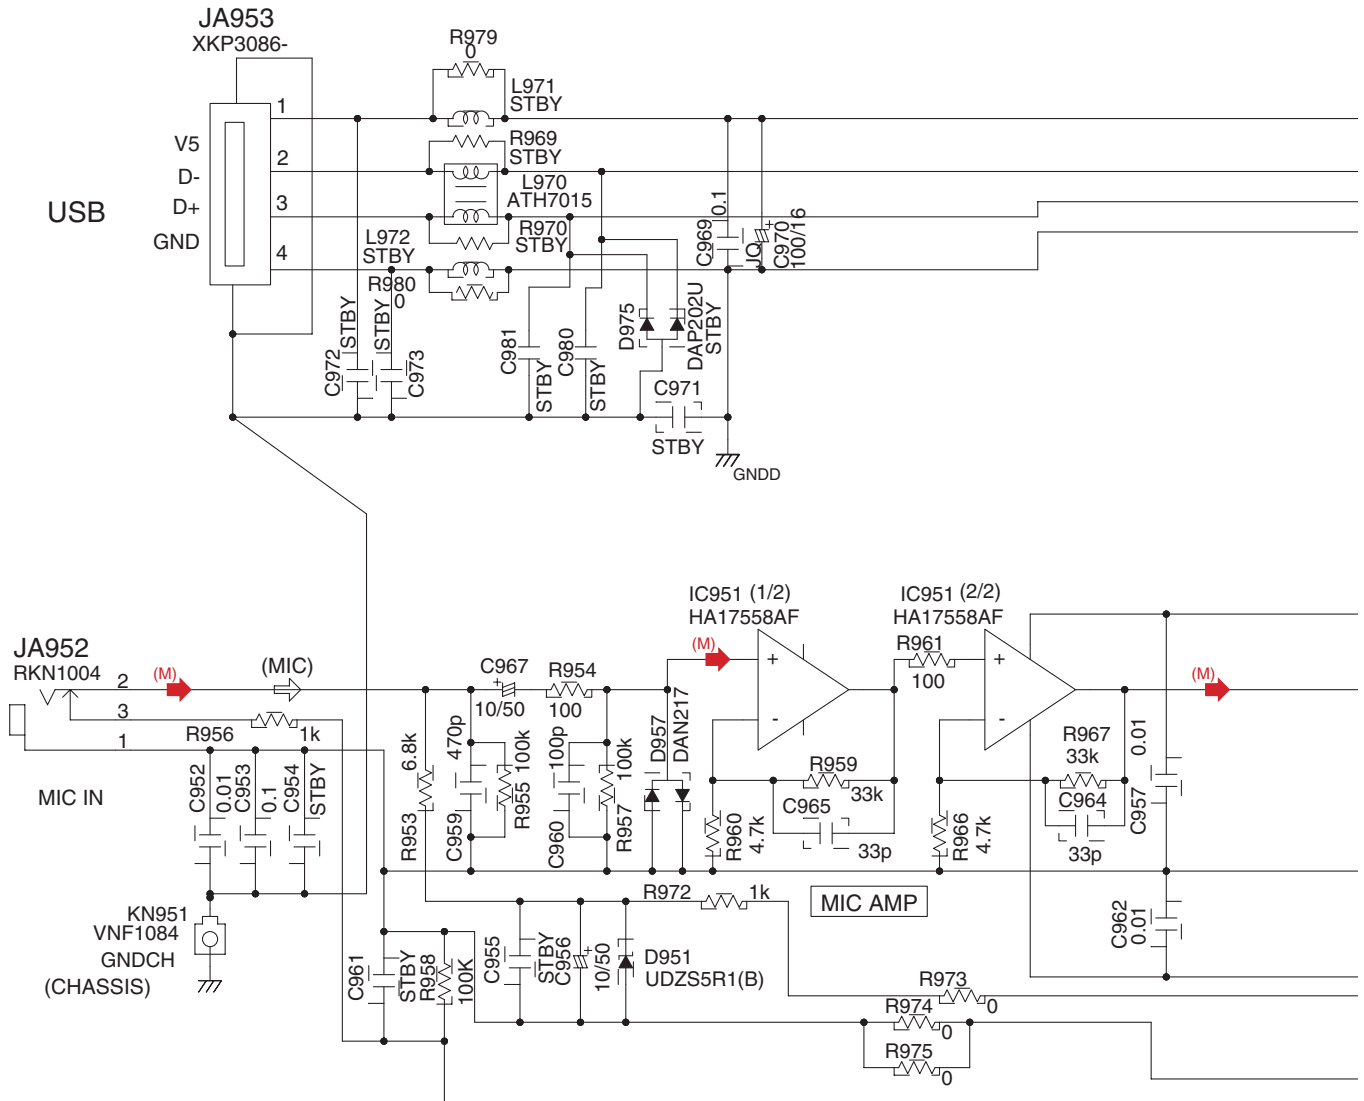 JA953
XKP3086-
R979
0
L971
STBY
1
V5
R969
STBY
2
D-
L970
ATH7015
D+
3
USB
R970
STBY
GND
L972
STBY
4
R980
0
C969
0.1
JQ
C970
100/16
+
STBY
C972
STBY
C973
C981
STBY
C980
STBY
D975
DAP202U
STBY
C971
STBY
GNDD
IC951 (1/2)
HA17558AF
IC951 (2/2)
HA17558AF
JA952
RKN1004
2
(M)
(MIC)
C967
+
10/50
R954
100
(M)
+
-
R961
100
+
-
(M)
3
R956
1k
1
MIC IN
C952
0.01
C953
0.1
C954
STBY
6.8k
R953
470p
C959
100k
R955
100p
C960
100k
R957
D957
DAN217
R959
33k
C965
33p
R960
4.7k
R967
33k
C964
33p
R966
4.7k
0.01
C957
KN951
VNF1084
GNDCH
(CHASSIS)
R972
1k
MIC AMP
C962
0.01
C961
STBY
R958
100K
C955
STBY
C956
+
10/50
D951
UDZS5R1(B)
R973
0
R974
0
R975
0